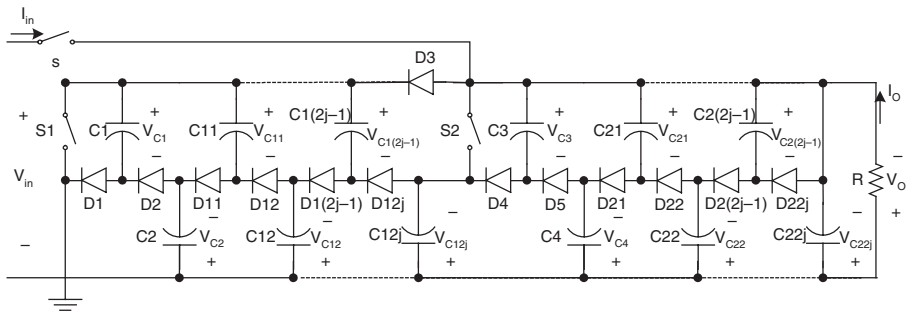 I_in
s
D3
I_O
+
S1
C1
+
V_C1
−
C11
+
V_C11
−
C1(2j−1)
+
V_C1(2j−1)
−
S2
C3
+
V_C3
−
C21
+
V_C21
−
C2(2j−1)
+
V_C2(2j−1)
−
V_in
D1
D2
D11
D12
D1(2j−1)
D12j
D4
D5
D21
D22
D2(2j−1)
D22j
R
−
V_O
+
−
C2
−
V_C2
+
C12
−
V_C12
+
C12j
−
V_C12j
+
C4
−
V_C4
+
C22
−
V_C22
+
C22j
−
V_C22j
+